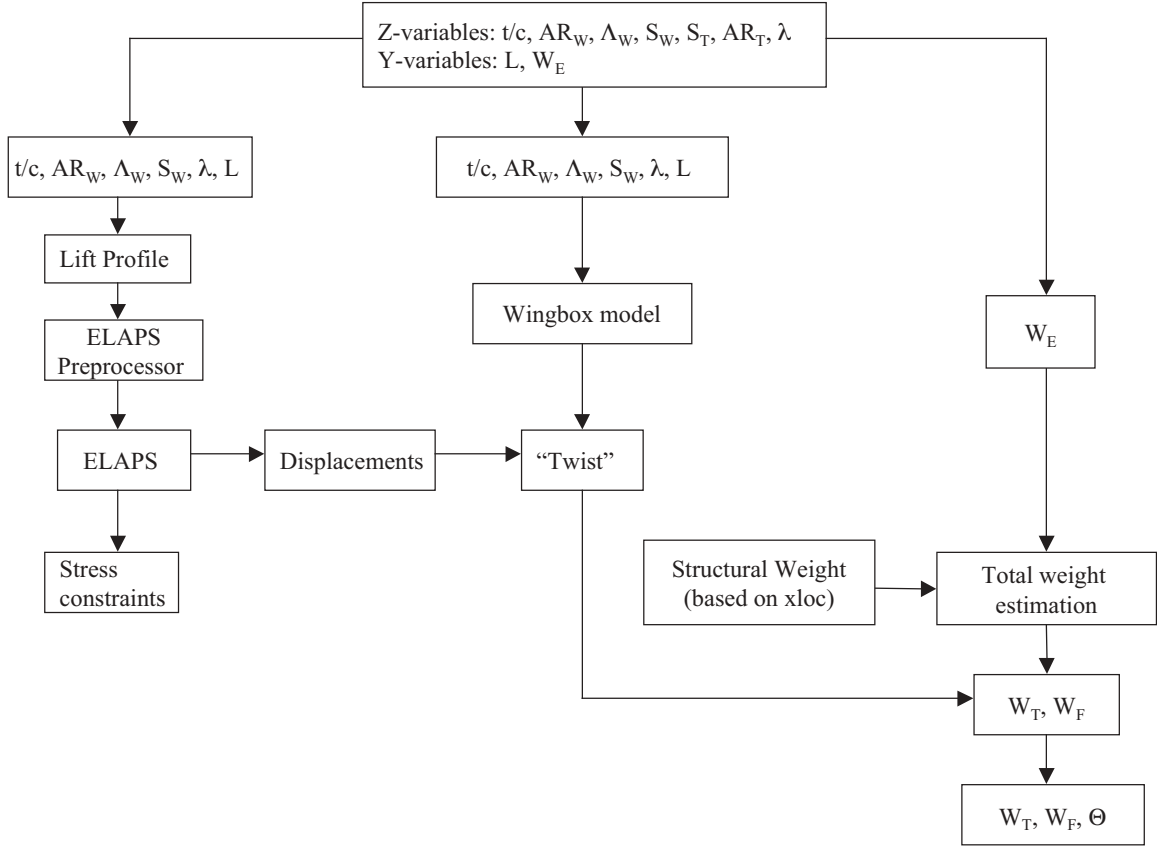 Z-variables: t/c, AR_W, Λ_W, S_W, S_T, AR_T, λ
Y-variables: L, W_E
t/c, AR_W, Λ_W, S_W, λ, L
t/c, AR_W, Λ_W, S_W, λ, L
Lift Profile
Wingbox model
W_E
ELAPS
Preprocessor
ELAPS
Displacements
“Twist”
Stress
constraints
Structural Weight
(based on xloc)
Total weight
estimation
W_T, W_F
W_T, W_F, Θ